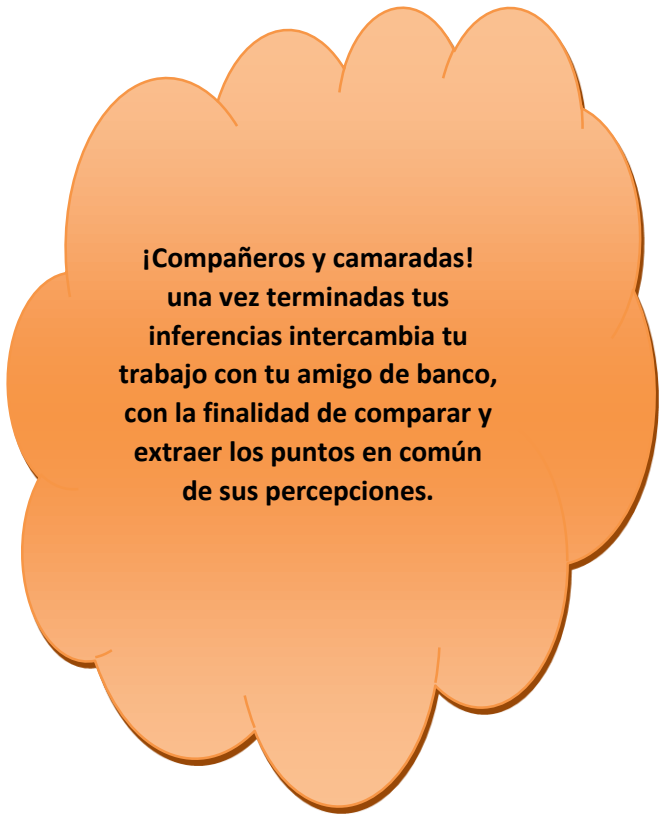 ¡Compañeros y camaradas!
una vez terminadas tus
inferencias intercambia tu
trabajo con tu amigo de banco,
con la finalidad de comparar y
extraer los puntos en común
de sus percepciones.